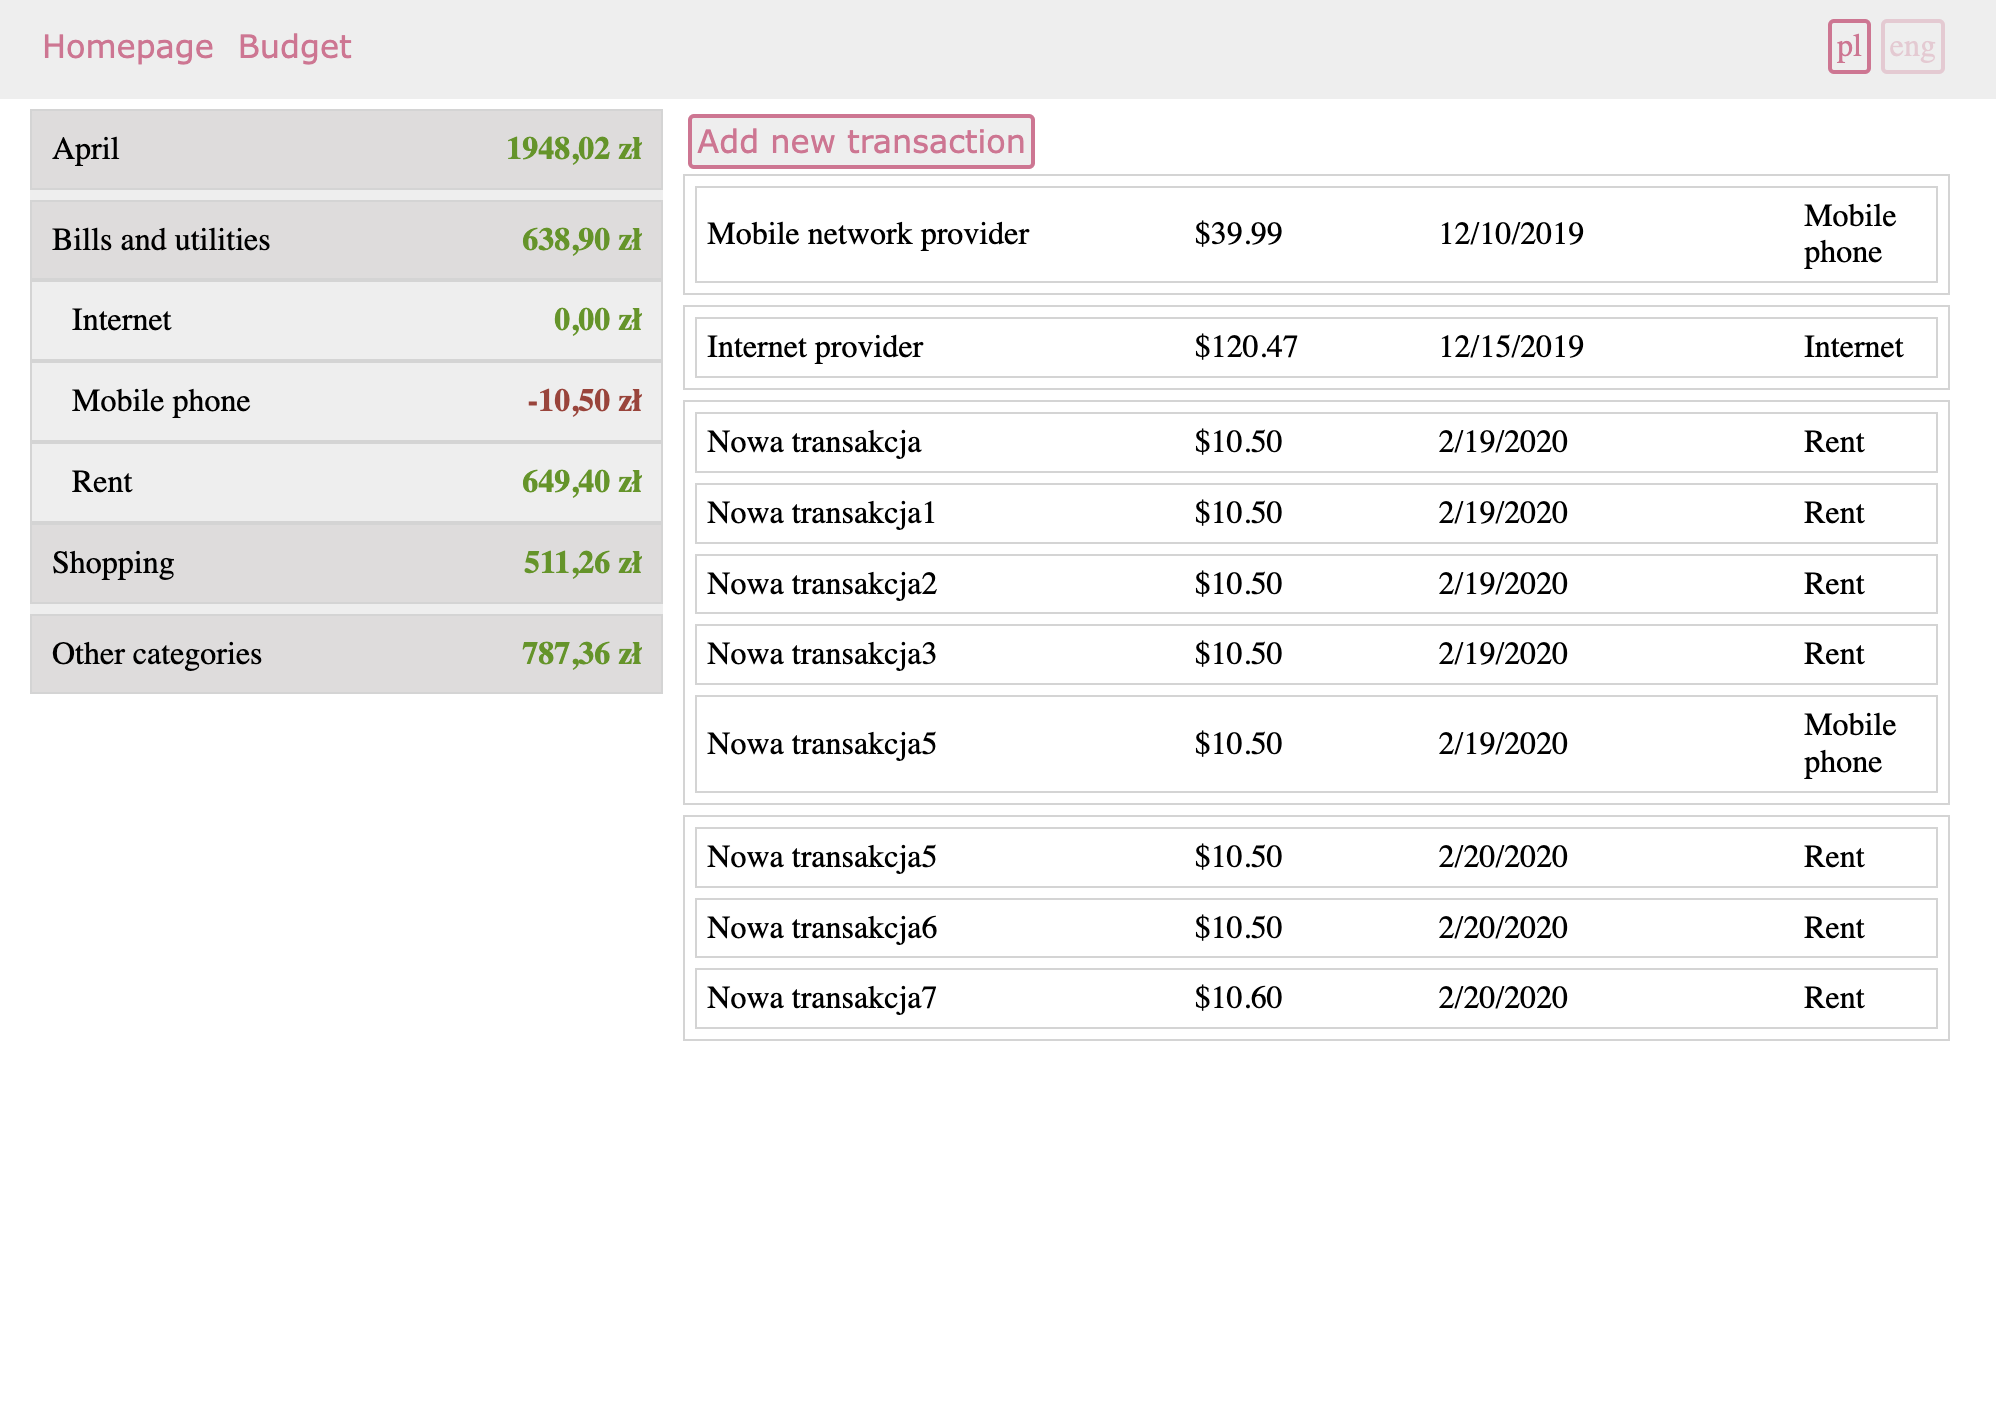 Homepage Budget pl eng
April 1948,02 zł
Bills and utilities 638,90 zł
Internet 0,00 zł
Mobile phone -10,50 zł
Rent 649,40 zł
Shopping 511,26 zł
Other categories 787,36 zł
Add new transaction
Mobile network provider $39.99 12/10/2019 Mobile
phone
Internet provider $120.47 12/15/2019 Internet
Nowa transakcja $10.50 2/19/2020 Rent
Nowa transakcja1 $10.50 2/19/2020 Rent
Nowa transakcja2 $10.50 2/19/2020 Rent
Nowa transakcja3 $10.50 2/19/2020 Rent
Nowa transakcja5 $10.50 2/19/2020 Mobile
phone
Nowa transakcja5 $10.50 2/20/2020 Rent
Nowa transakcja6 $10.50 2/20/2020 Rent
Nowa transakcja7 $10.60 2/20/2020 Rent